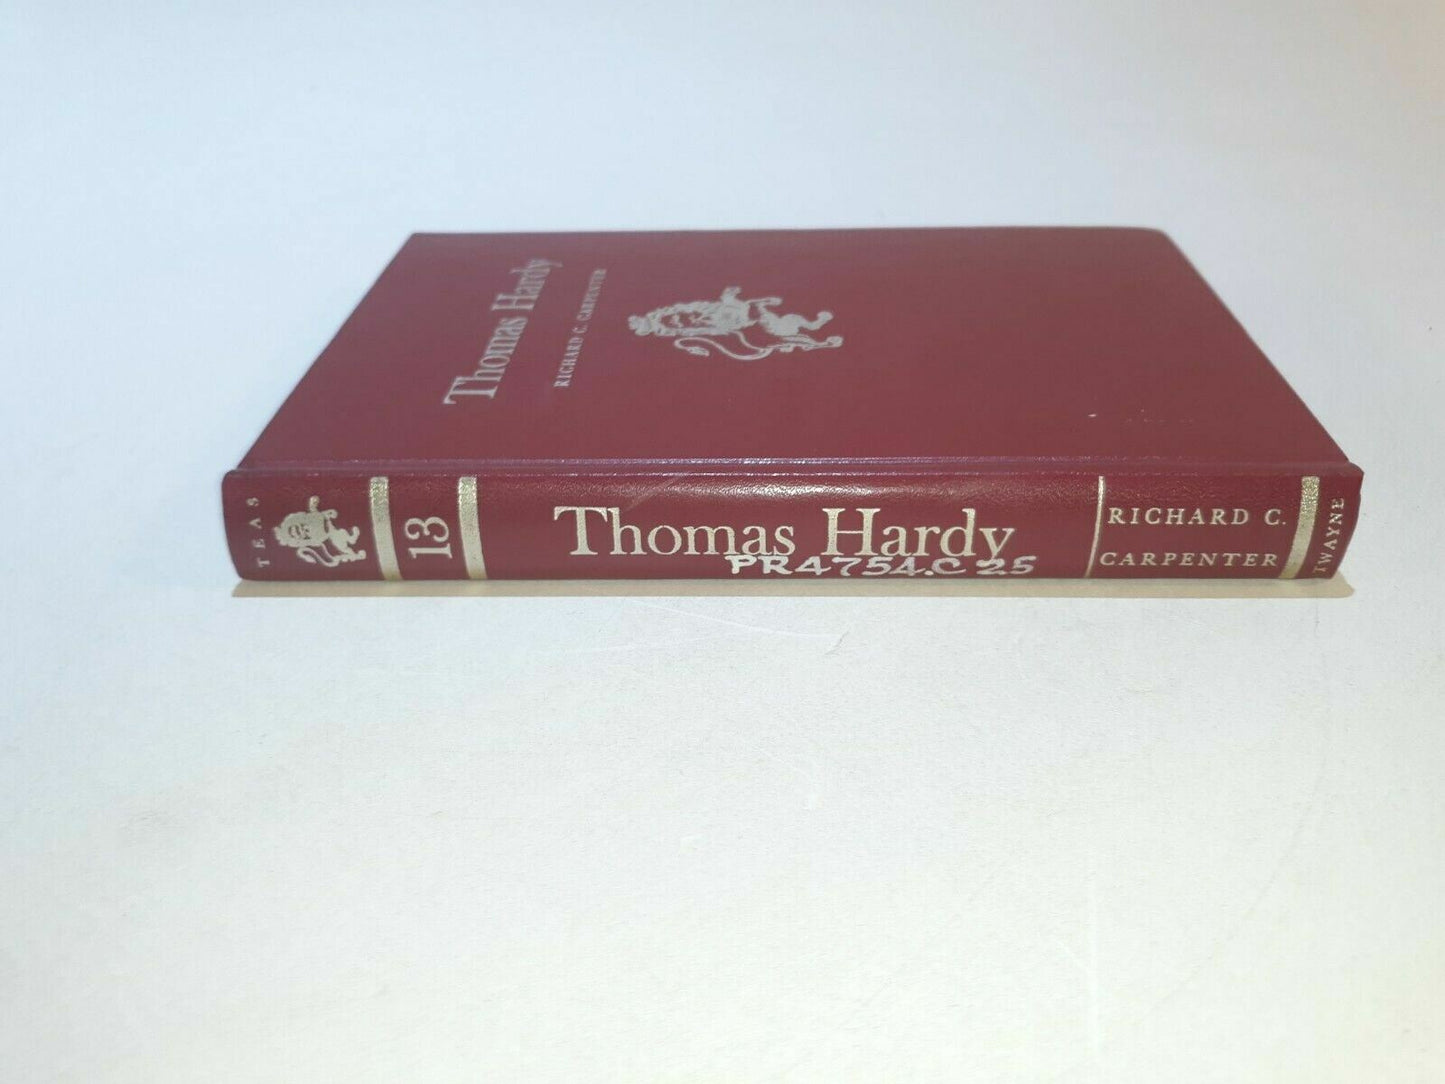 Thomas Hardy
RICHARD C. CARPENTER
TEAS
13
Thomas Hardy
PR4754.C25
RICHARD C.
CARPENTER
TWAYNE